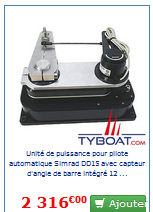 TYBOAT.COM
Unité de puissance pour pilote
automatique Simrad DD15 avec capteur
d'angle de barre intégré 12 ...
2 316€00
Ajouter